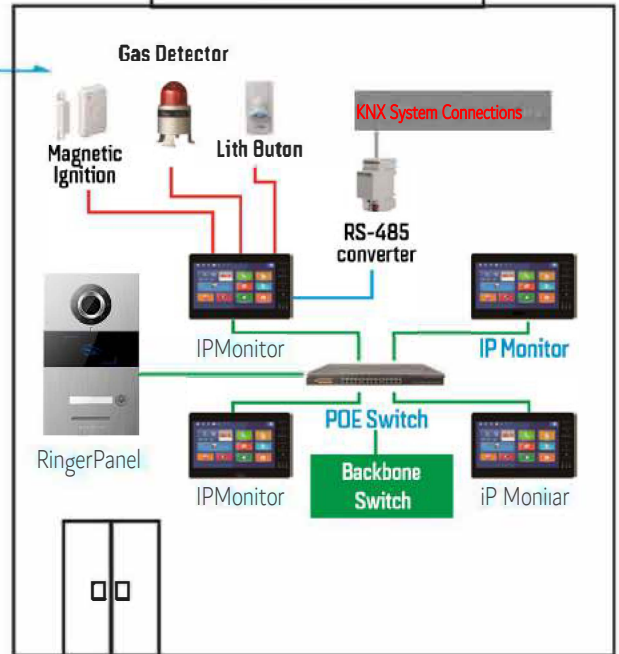 Gas Detector
KNX System Connections
Magnetic
Ignition
Lith Buton
RS-485
converter
IPMonitor
IP Monitor
POE Switch
RingerPanel
IPMonitor
Backbone
Switch
iP Moniıar